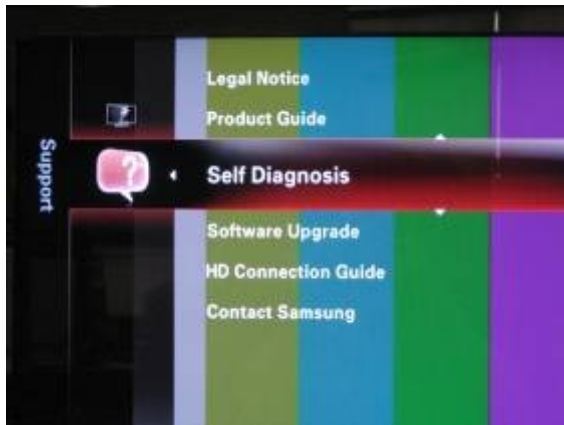 Legal Notice
Product Guide
Support
Self Diagnosis
Software Upgrade
HD Connection Guide
Contact Samsung